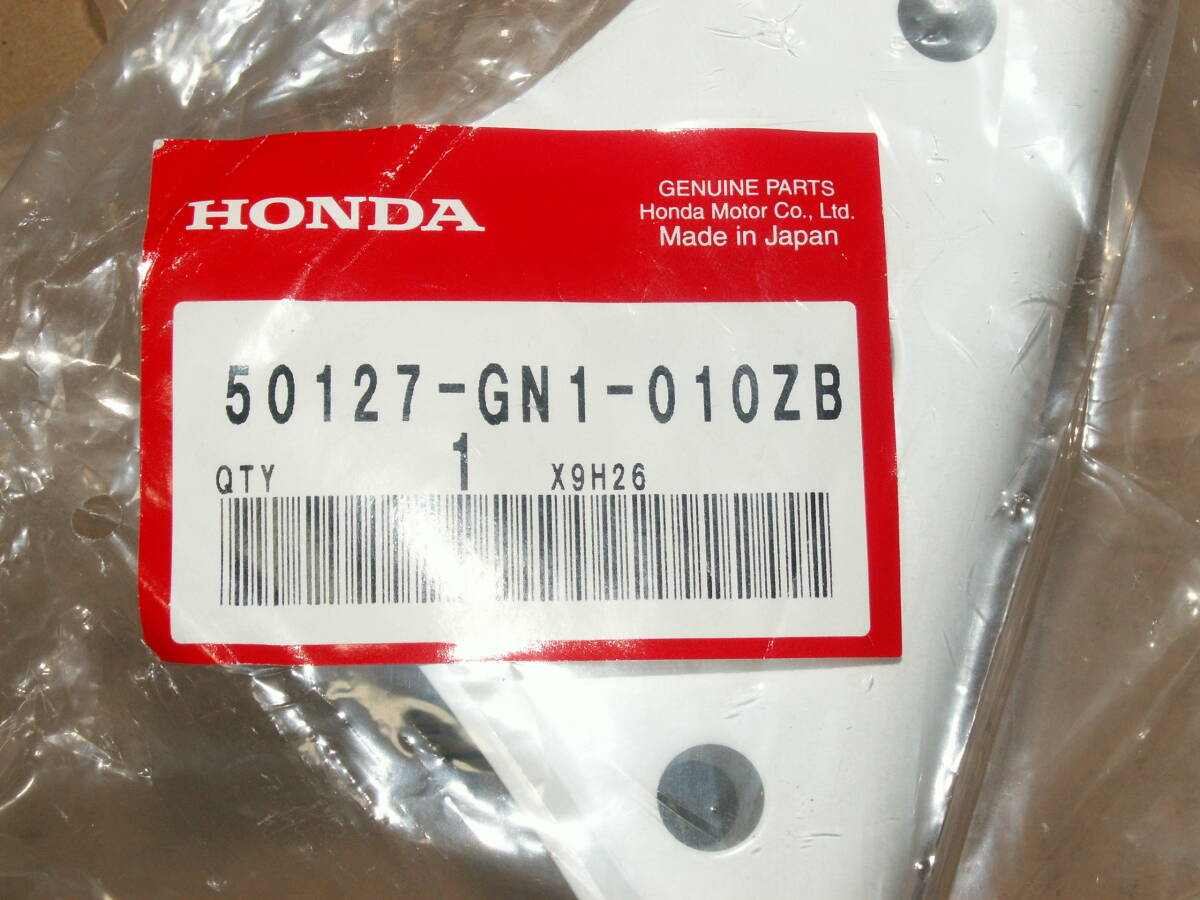 HONDA
GENUINE PARTS
Honda Motor Co., Ltd.
Made in Japan
50127-GN1-010ZB
QTY 1 X9H26